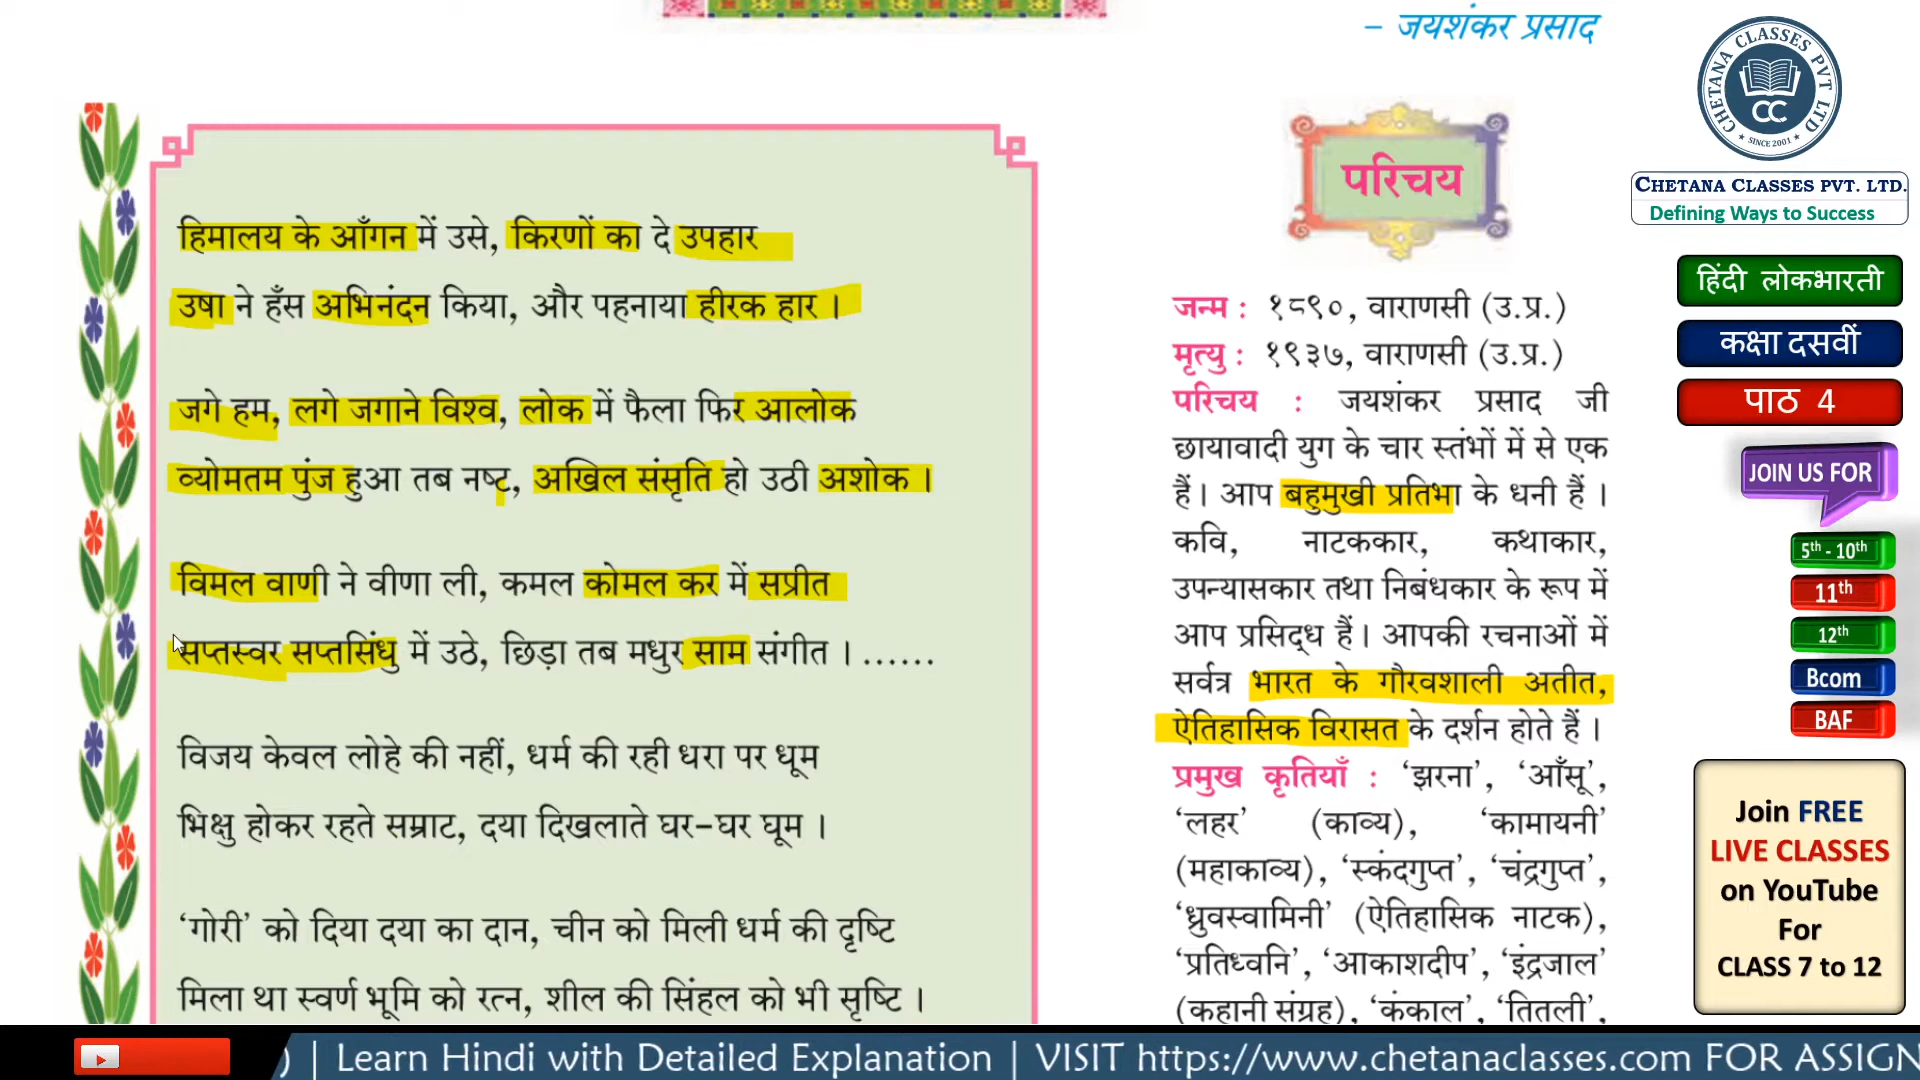 – जयशंकर प्रसाद
हिमालय के आँगन में उसे, किरणों का दे उपहार
उषा ने हँस अभिनंदन किया, और पहनाया हीरक हार ।
जगे हम, लगे जगाने विश्व, लोक में फैला फिर आलोक
व्योमतम पुंज हुआ तब नष्ट, अखिल संसृति हो उठी अशोक ।
विमल वाणी ने वीणा ली, कमल कोमल कर में सप्रीत
सप्तस्वर सप्तसिंधु में उठे, छिड़ा तब मधुर साम संगीत । ......
विजय केवल लोहे की नहीं, धर्म की रही धरा पर धूम
भिक्षु होकर रहते सम्राट, दया दिखलाते घर-घर घूम ।
‘गोरी’ को दिया दया का दान, चीन को मिली धर्म की दृष्टि
मिला था स्वर्ण भूमि को रत्न, शील की सिंहल को भी सृष्टि ।
परिचय
जन्म : १८९०, वाराणसी (उ.प्र.)
मृत्यु : १९३७, वाराणसी (उ.प्र.)
परिचय : जयशंकर प्रसाद जी
छायावादी युग के चार स्तंभों में से एक
हैं । आप बहुमुखी प्रतिभा के धनी हैं ।
कवि, नाटककार, कथाकार,
उपन्यासकार तथा निबंधकार के रूप में
आप प्रसिद्ध हैं । आपकी रचनाओं में
सर्वत्र भारत के गौरवशाली अतीत,
ऐतिहासिक विरासत के दर्शन होते हैं ।
प्रमुख कृतियाँ : ‘झरना’, ‘आँसू’,
‘लहर’ (काव्य), ‘कामायनी’
(महाकाव्य), ‘स्कंदगुप्त’, ‘चंद्रगुप्त’,
‘ध्रुवस्वामिनी’ (ऐतिहासिक नाटक),
‘प्रतिध्वनि’, ‘आकाशदीप’, ‘इंद्रजाल’
(कहानी संग्रह), ‘कंकाल’, ‘तितली’,
CHETANA CLASSES PVT LTD
CC
SINCE 2001
CHETANA CLASSES PVT. LTD.
Defining Ways to Success
हिंदी लोकभारती
कक्षा दसवीं
पाठ 4
JOIN US FOR
5th - 10th
11th
12th
Bcom
BAF
Join FREE
LIVE CLASSES
on YouTube
For
CLASS 7 to 12
) | Learn Hindi with Detailed Explanation | VISIT https://www.chetanaclasses.com FOR ASSIGN